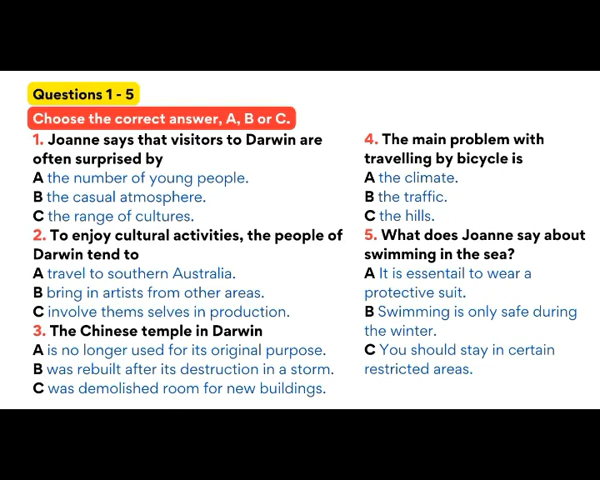 Questions 1 - 5
Choose the correct answer, A, B or C.
1. Joanne says that visitors to Darwin are
often surprised by
A the number of young people.
B the casual atmosphere.
C the range of cultures.
2. To enjoy cultural activities, the people of
Darwin tend to
A travel to southern Australia.
B bring in artists from other areas.
C involve thems selves in production.
3. The Chinese temple in Darwin
A is no longer used for its original purpose.
B was rebuilt after its destruction in a storm.
C was demolished room for new buildings.
4. The main problem with
travelling by bicycle is
A the climate.
B the traffic.
C the hills.
5. What does Joanne say about
swimming in the sea?
A It is essentail to wear a
protective suit.
B Swimming is only safe during
the winter.
C You should stay in certain
restricted areas.